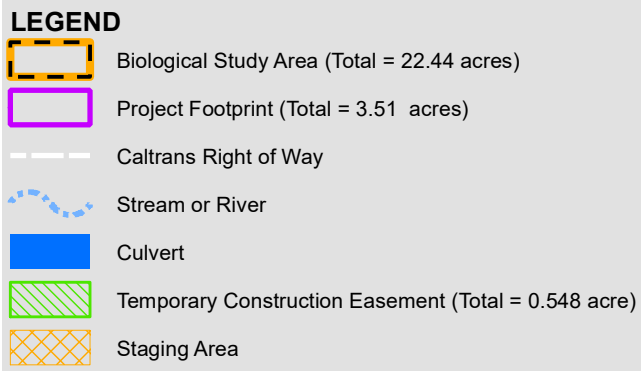 LEGEND
Biological Study Area (Total = 22.44 acres)
Project Footprint (Total = 3.51 acres)
Caltrans Right of Way
Stream or River
Culvert
Temporary Construction Easement (Total = 0.548 acre)
Staging Area